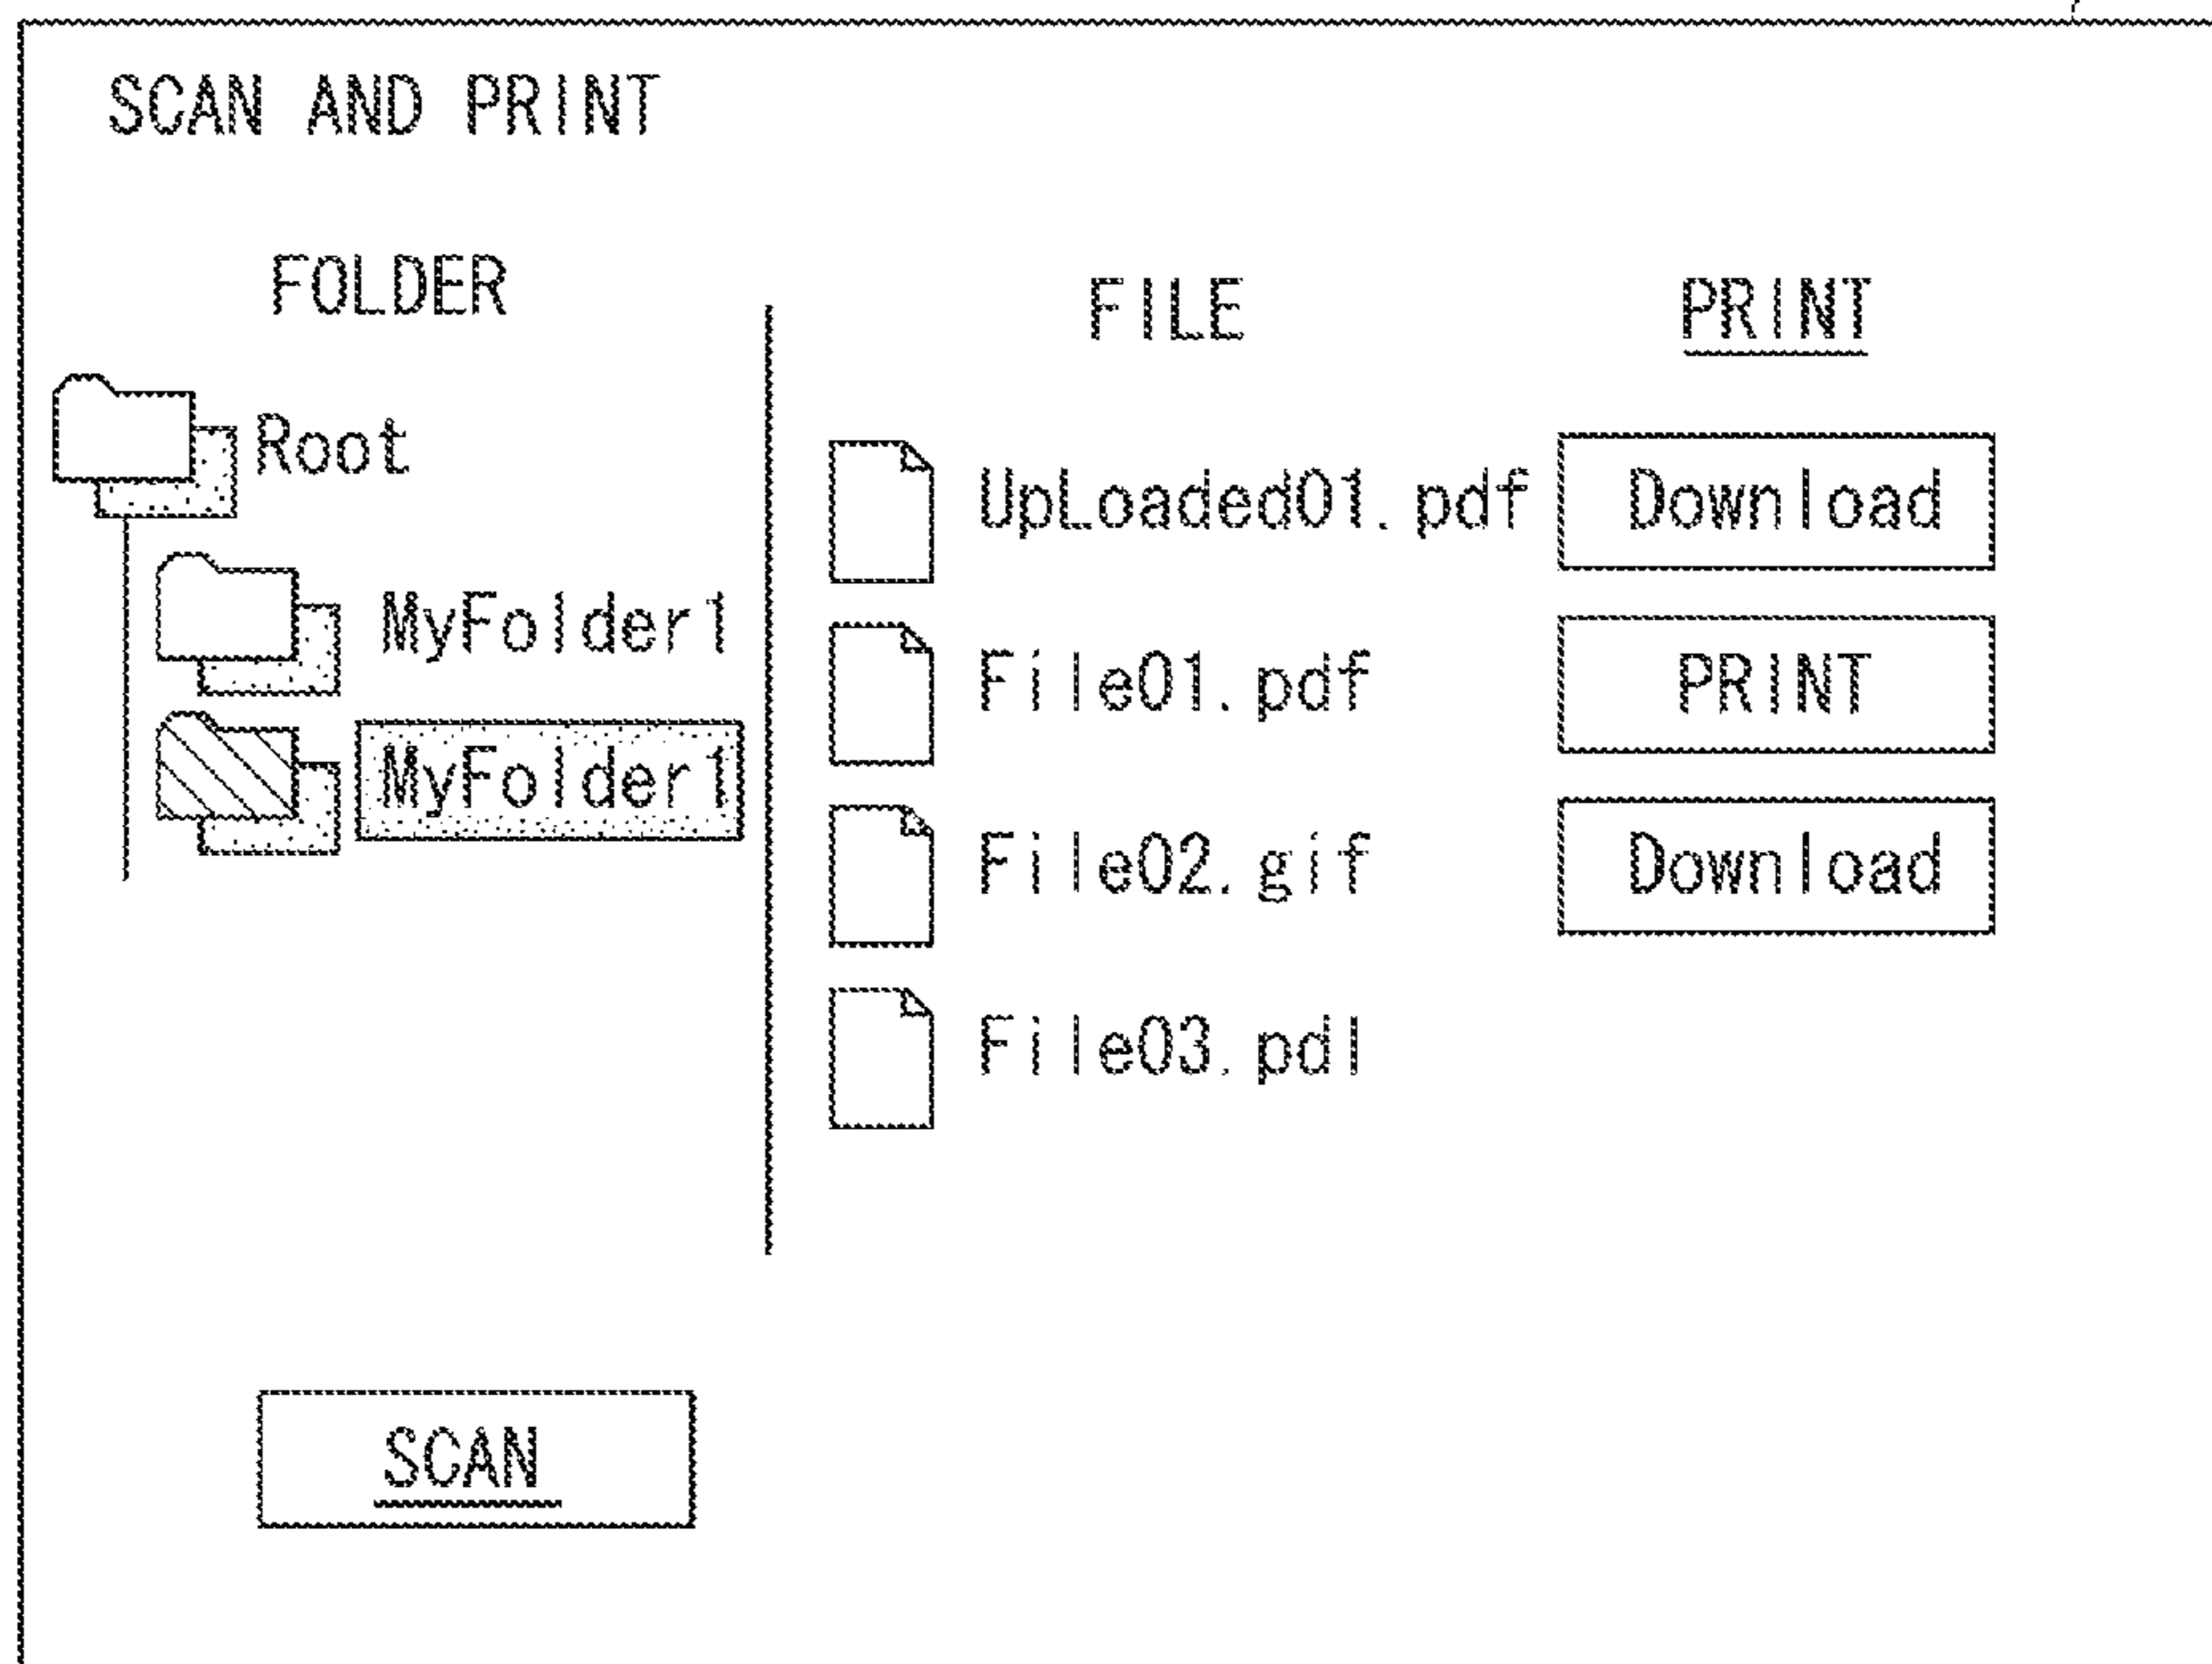 SCAN AND PRINT
FOLDER
Root
MyFolder1
MyFolder1
FILE PRINT
UpLoaded01.pdf Download
File01.pdf PRINT
File02.gif Download
File03.pdl
SCAN